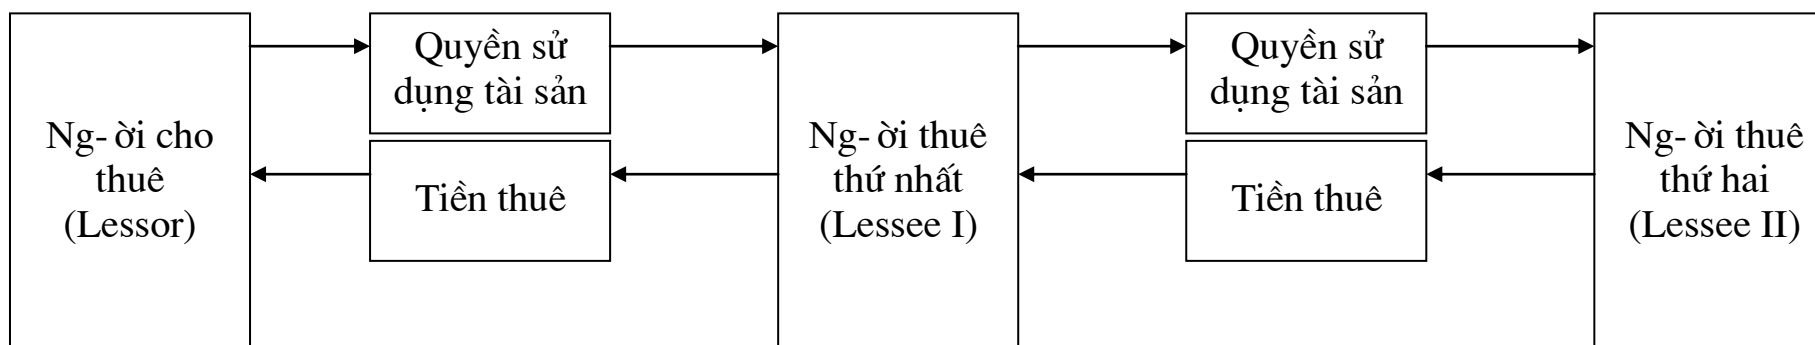 Ng- ời cho
thuê
(Lessor)
Quyền sử
dụng tài sản
Tiền thuê
Ng- ời thuê
thứ nhất
(Lessee I)
Quyền sử
dụng tài sản
Tiền thuê
Ng- ời thuê
thứ hai
(Lessee II)